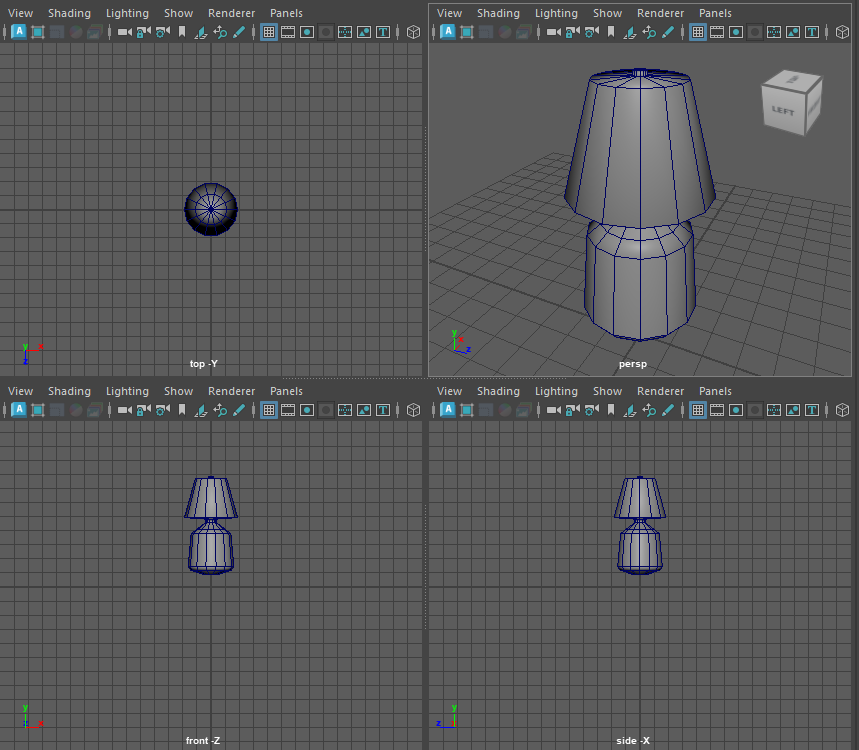 View Shading Lighting Show Renderer Panels
View Shading Lighting Show Renderer Panels
A T
A T
LEFT
y x
z
top -Y
y
x
z
persp
View Shading Lighting Show Renderer Panels
View Shading Lighting Show Renderer Panels
A T
A T
y
z x
front -Z
y
z
side -X